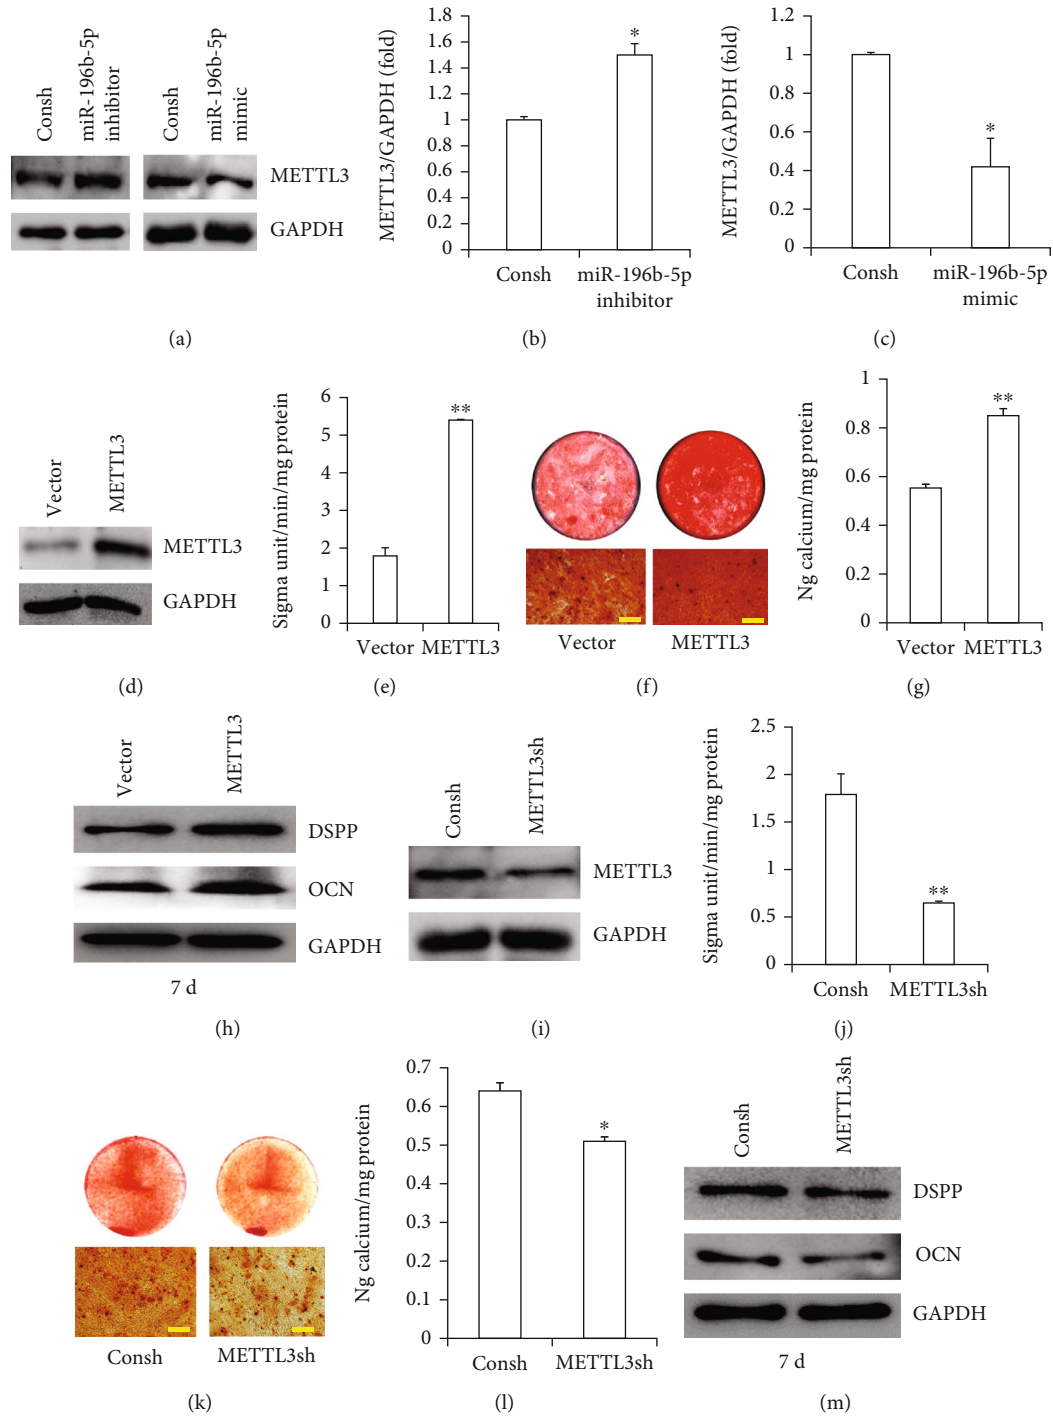 Consh
miR-196b-5p
inhibitor
Consh
miR-196b-5p
mimic
METTL3
GAPDH
(a)
METTL3/GAPDH (fold)
1.8
1.6
1.4
1.2
1
0.8
0.6
0.4
0.2
0
*
Consh
miR-196b-5p
inhibitor
(b)
METTL3/GAPDH (fold)
1.2
1
0.8
0.6
0.4
0.2
0
*
Consh
miR-196b-5p
mimic
(c)
Vector
METTL3
METTL3
GAPDH
(d)
Sigma unit/min/mg protein
6
5
4
3
2
1
0
**
Vector METTL3
(e)
Vector
METTL3
(f)
Ng calcium/mg protein
1
0.8
0.6
0.4
0.2
0
**
Vector METTL3
(g)
Vector
METTL3
DSPP
OCN
GAPDH
7 d
(h)
Consh
METTL3sh
METTL3
GAPDH
(i)
Sigma unit/min/mg protein
2.5
2
1.5
1
0.5
0
**
Consh
METTL3sh
(j)
Consh
METTL3sh
(k)
Ng calcium/mg protein
0.7
0.6
0.5
0.4
0.3
0.2
0.1
0
*
Consh
METTL3sh
(l)
Consh
METTL3sh
DSPP
OCN
GAPDH
7 d
(m)